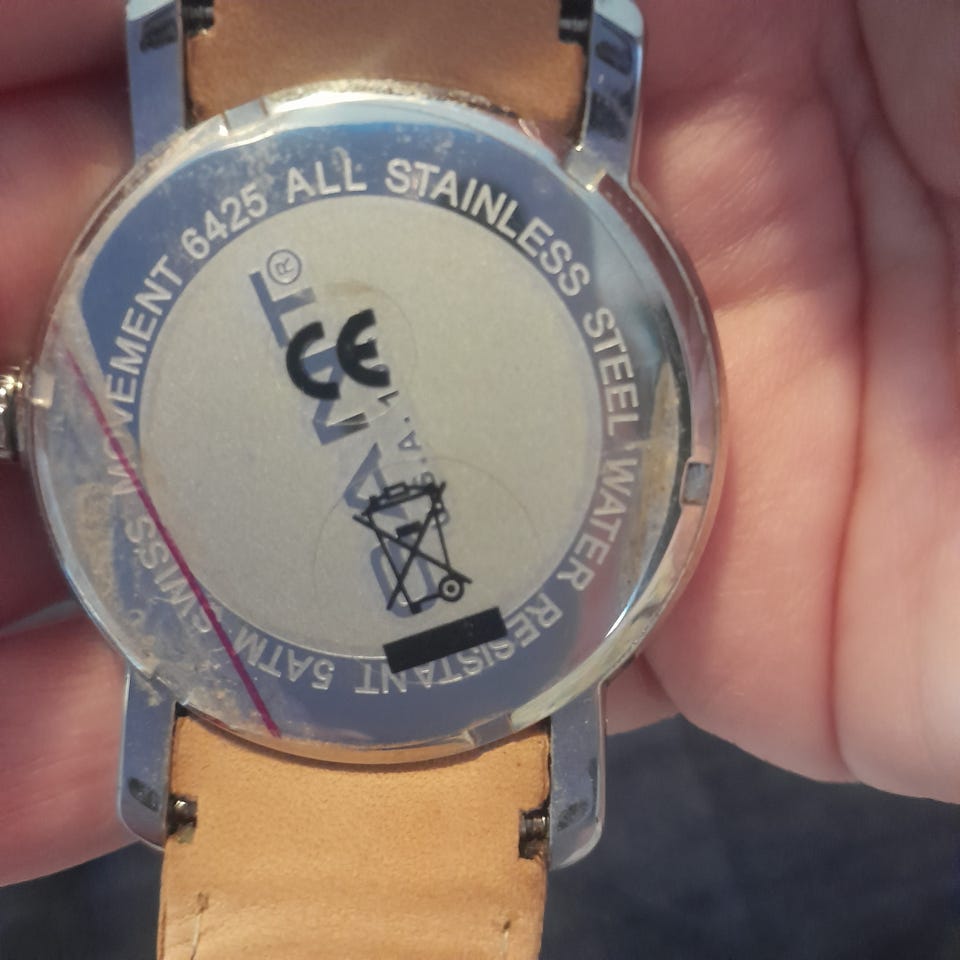 SWISS MOVEMENT 6425 ALL STAINLESS STEEL WATER RESISTANT 5ATM
®
CE